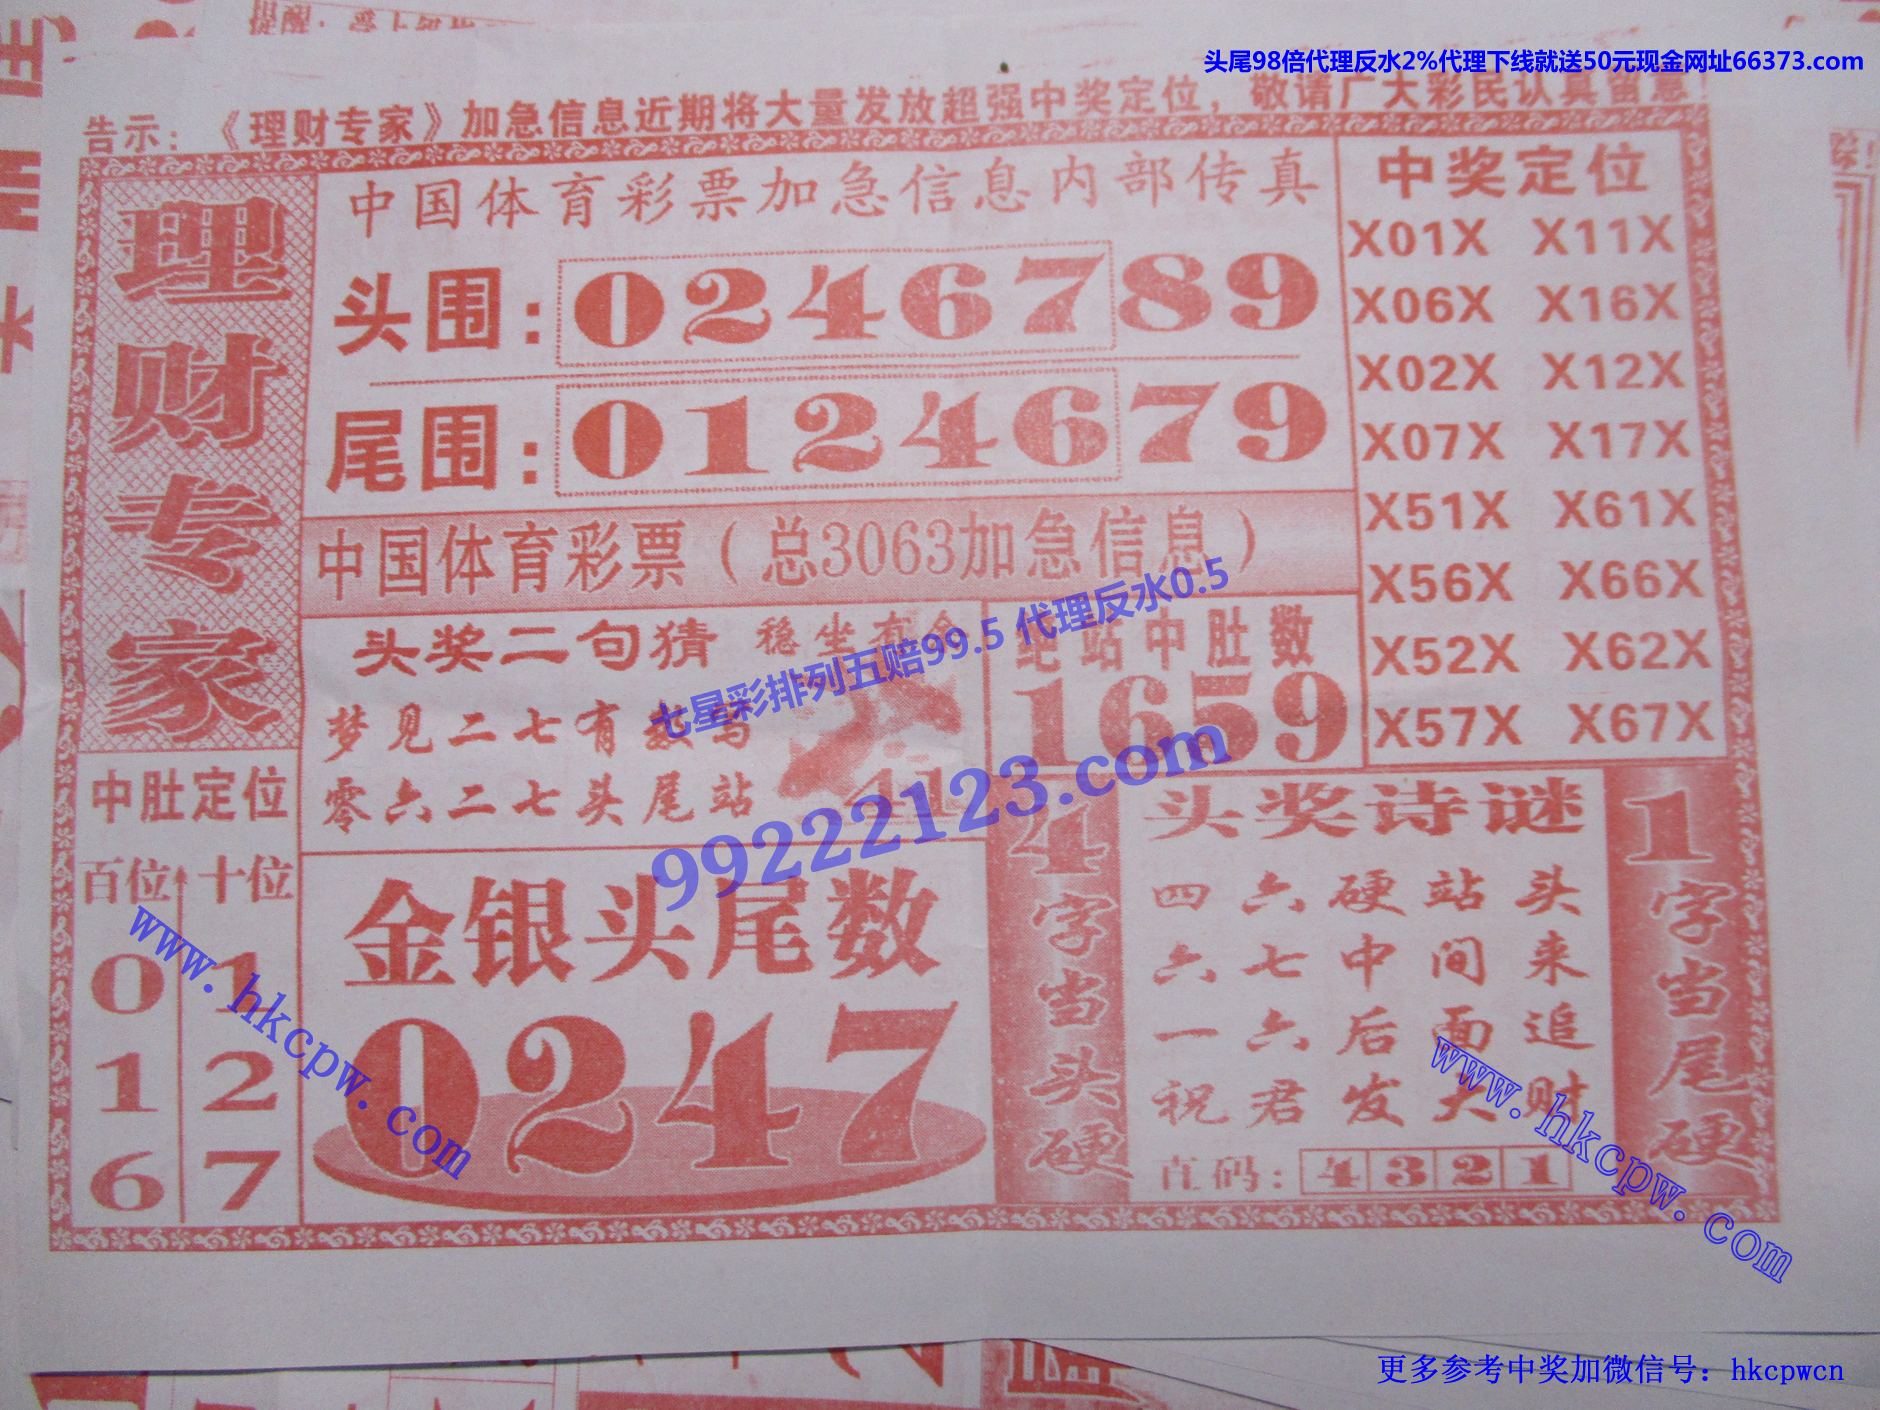 头尾98倍代理反水2%代理下线就送50元现金网址66373.com
告示：《理财专家》加急信息近期将大量发放超强中奖定位，敬请广大彩民认真留意
理财专家
中国体育彩票加急信息内部传真
头围：0246789
尾围：0124679
中国体育彩票（总3063加急信息）
中奖定位
X01X X11X
X06X X16X
X02X X12X
X07X X17X
X51X X61X
X56X X66X
X52X X62X
X57X X67X
头奖二句猜
稳坐
梦见二七有数写
零六二七头尾站
中肚数
1659
七星彩排列五赔99.5 代理反水0.5
99222123.com
中肚定位
百位 十位
0 1
1 2
6 7
金银头尾数
0247
4字当头硬
头奖诗谜
四六硬站头
六七中间来
一六后面追
祝君发大财
直码：4321
1字当尾硬
www.hkcpw.com
www.hkcpw.com
更多参考中奖加微信号：hkcpwcn